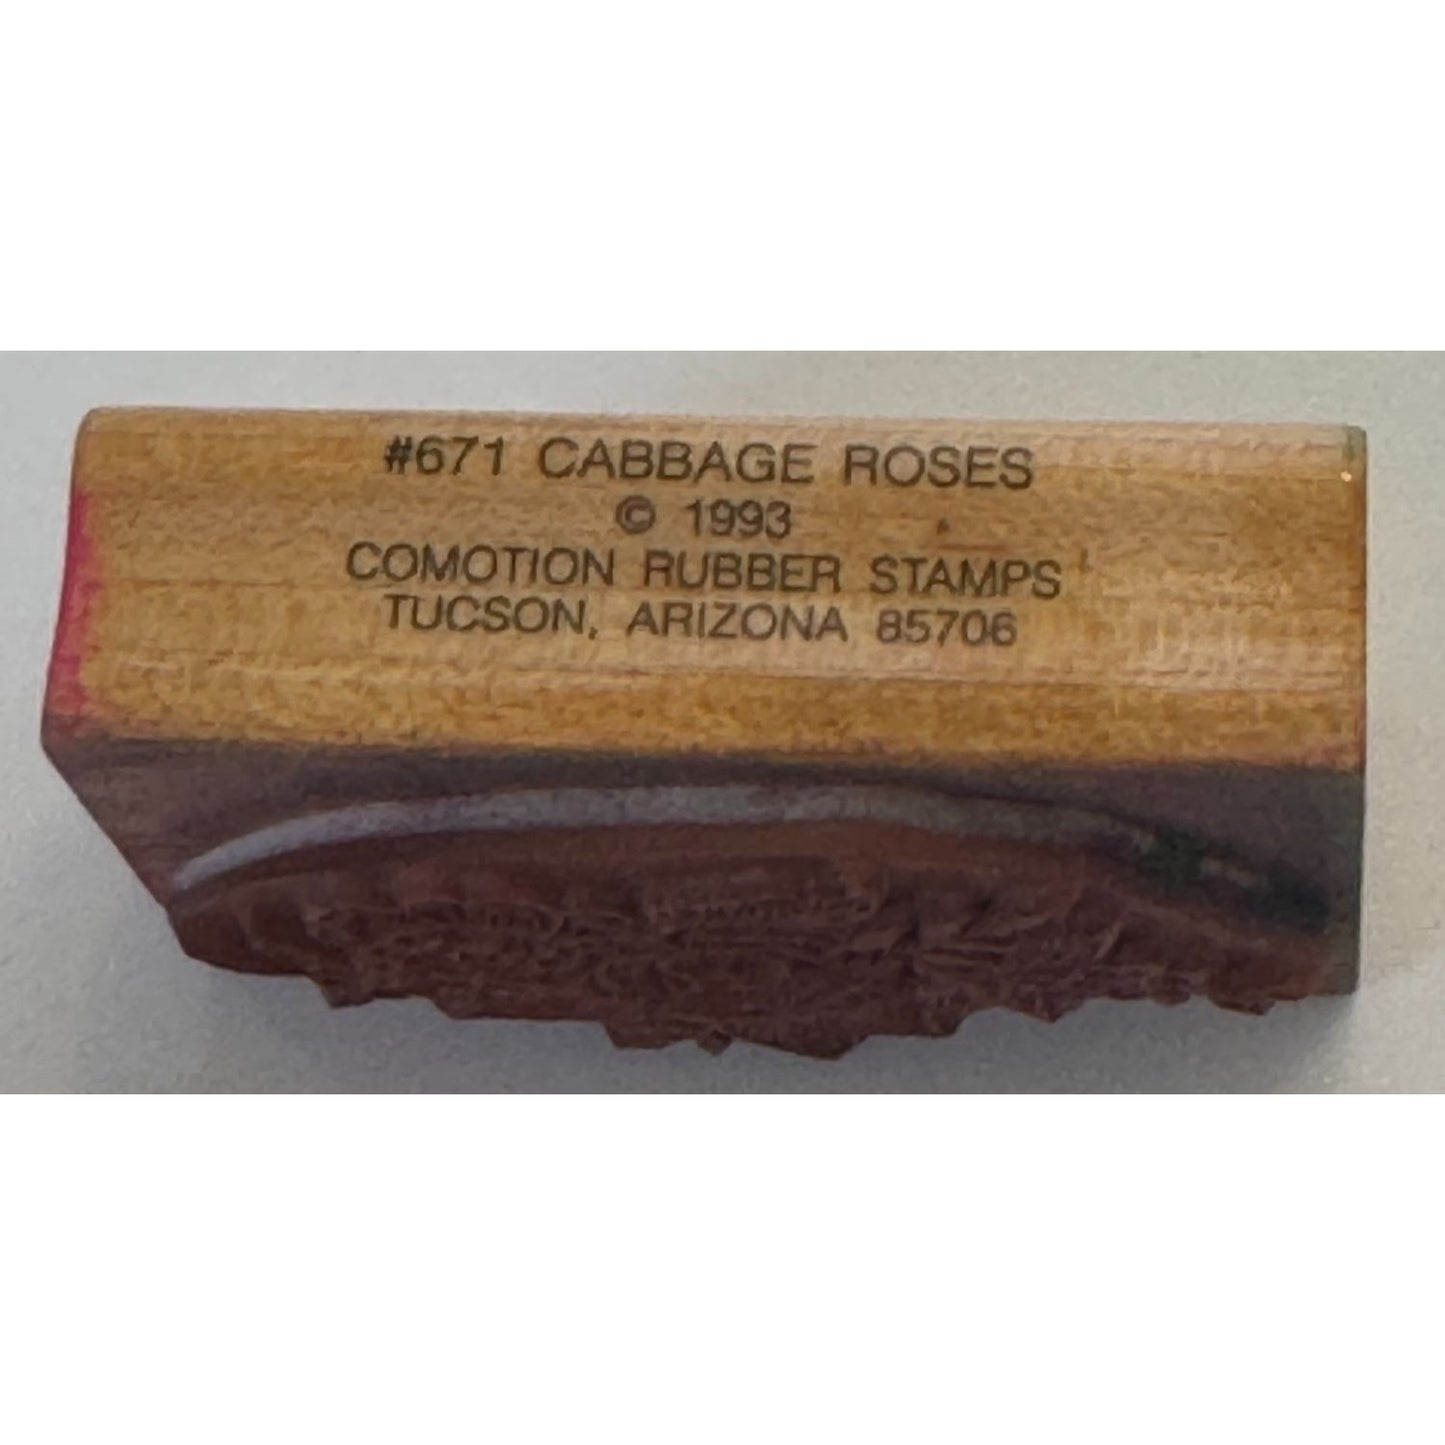 #671 CABBAGE ROSES
© 1993
COMOTION RUBBER STAMPS
TUCSON, ARIZONA 85706